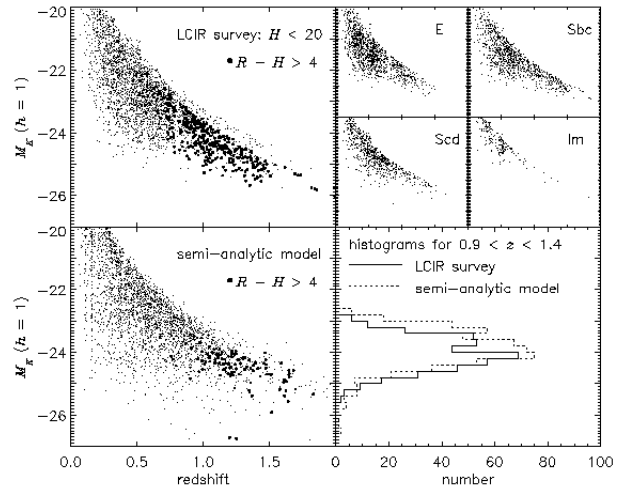 −20
−22
−24
−26
M_K (h = 1)
LCIR survey: H < 20
R − H > 4
E
Sbc
Scd
Im
−20
−22
−24
−26
M_K (h = 1)
semi−analytic model
R − H > 4
histograms for 0.9 < z < 1.4
LCIR survey
semi−analytic model
0.0 0.5 1.0 1.5
redshift
0 20 40 60 80 100
number